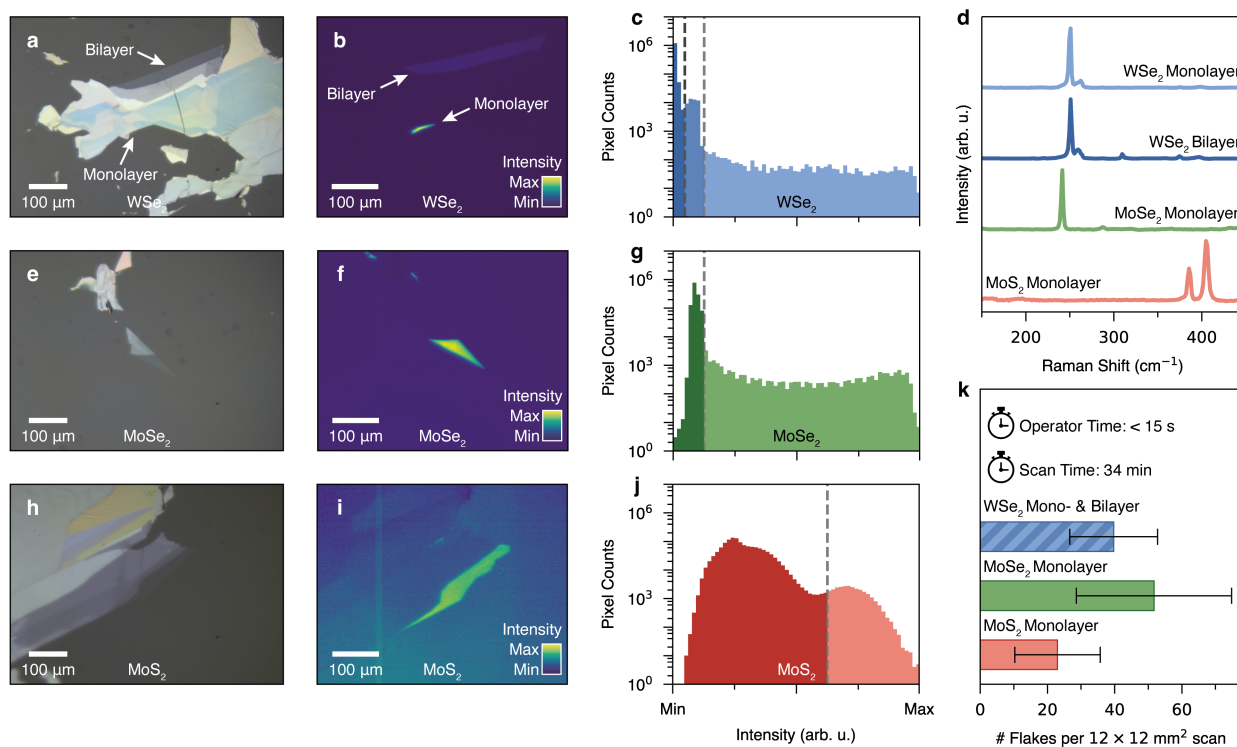 a
Bilayer
Monolayer
100 μm
WSe₂
b
Bilayer
Monolayer
Intensity
Max
Min
100 μm
WSe₂
c
Pixel Counts
10⁶
10³
10⁰
WSe₂
d
Intensity (arb. u.)
WSe₂ Monolayer
WSe₂ Bilayer
MoSe₂ Monolayer
MoS₂ Monolayer
200 300 400
Raman Shift (cm⁻¹)
e
100 μm
MoSe₂
f
Intensity
Max
Min
100 μm
MoSe₂
g
Pixel Counts
10⁶
10³
10⁰
MoSe₂
h
100 μm
MoS₂
i
Intensity
Max
Min
100 μm
MoS₂
j
Pixel Counts
10⁶
10³
10⁰
MoS₂
Min Max
Intensity (arb. u.)
k
Operator Time: < 15 s
Scan Time: 34 min
WSe₂ Mono- & Bilayer
MoSe₂ Monolayer
MoS₂ Monolayer
0 20 40 60
# Flakes per 12 × 12 mm² scan